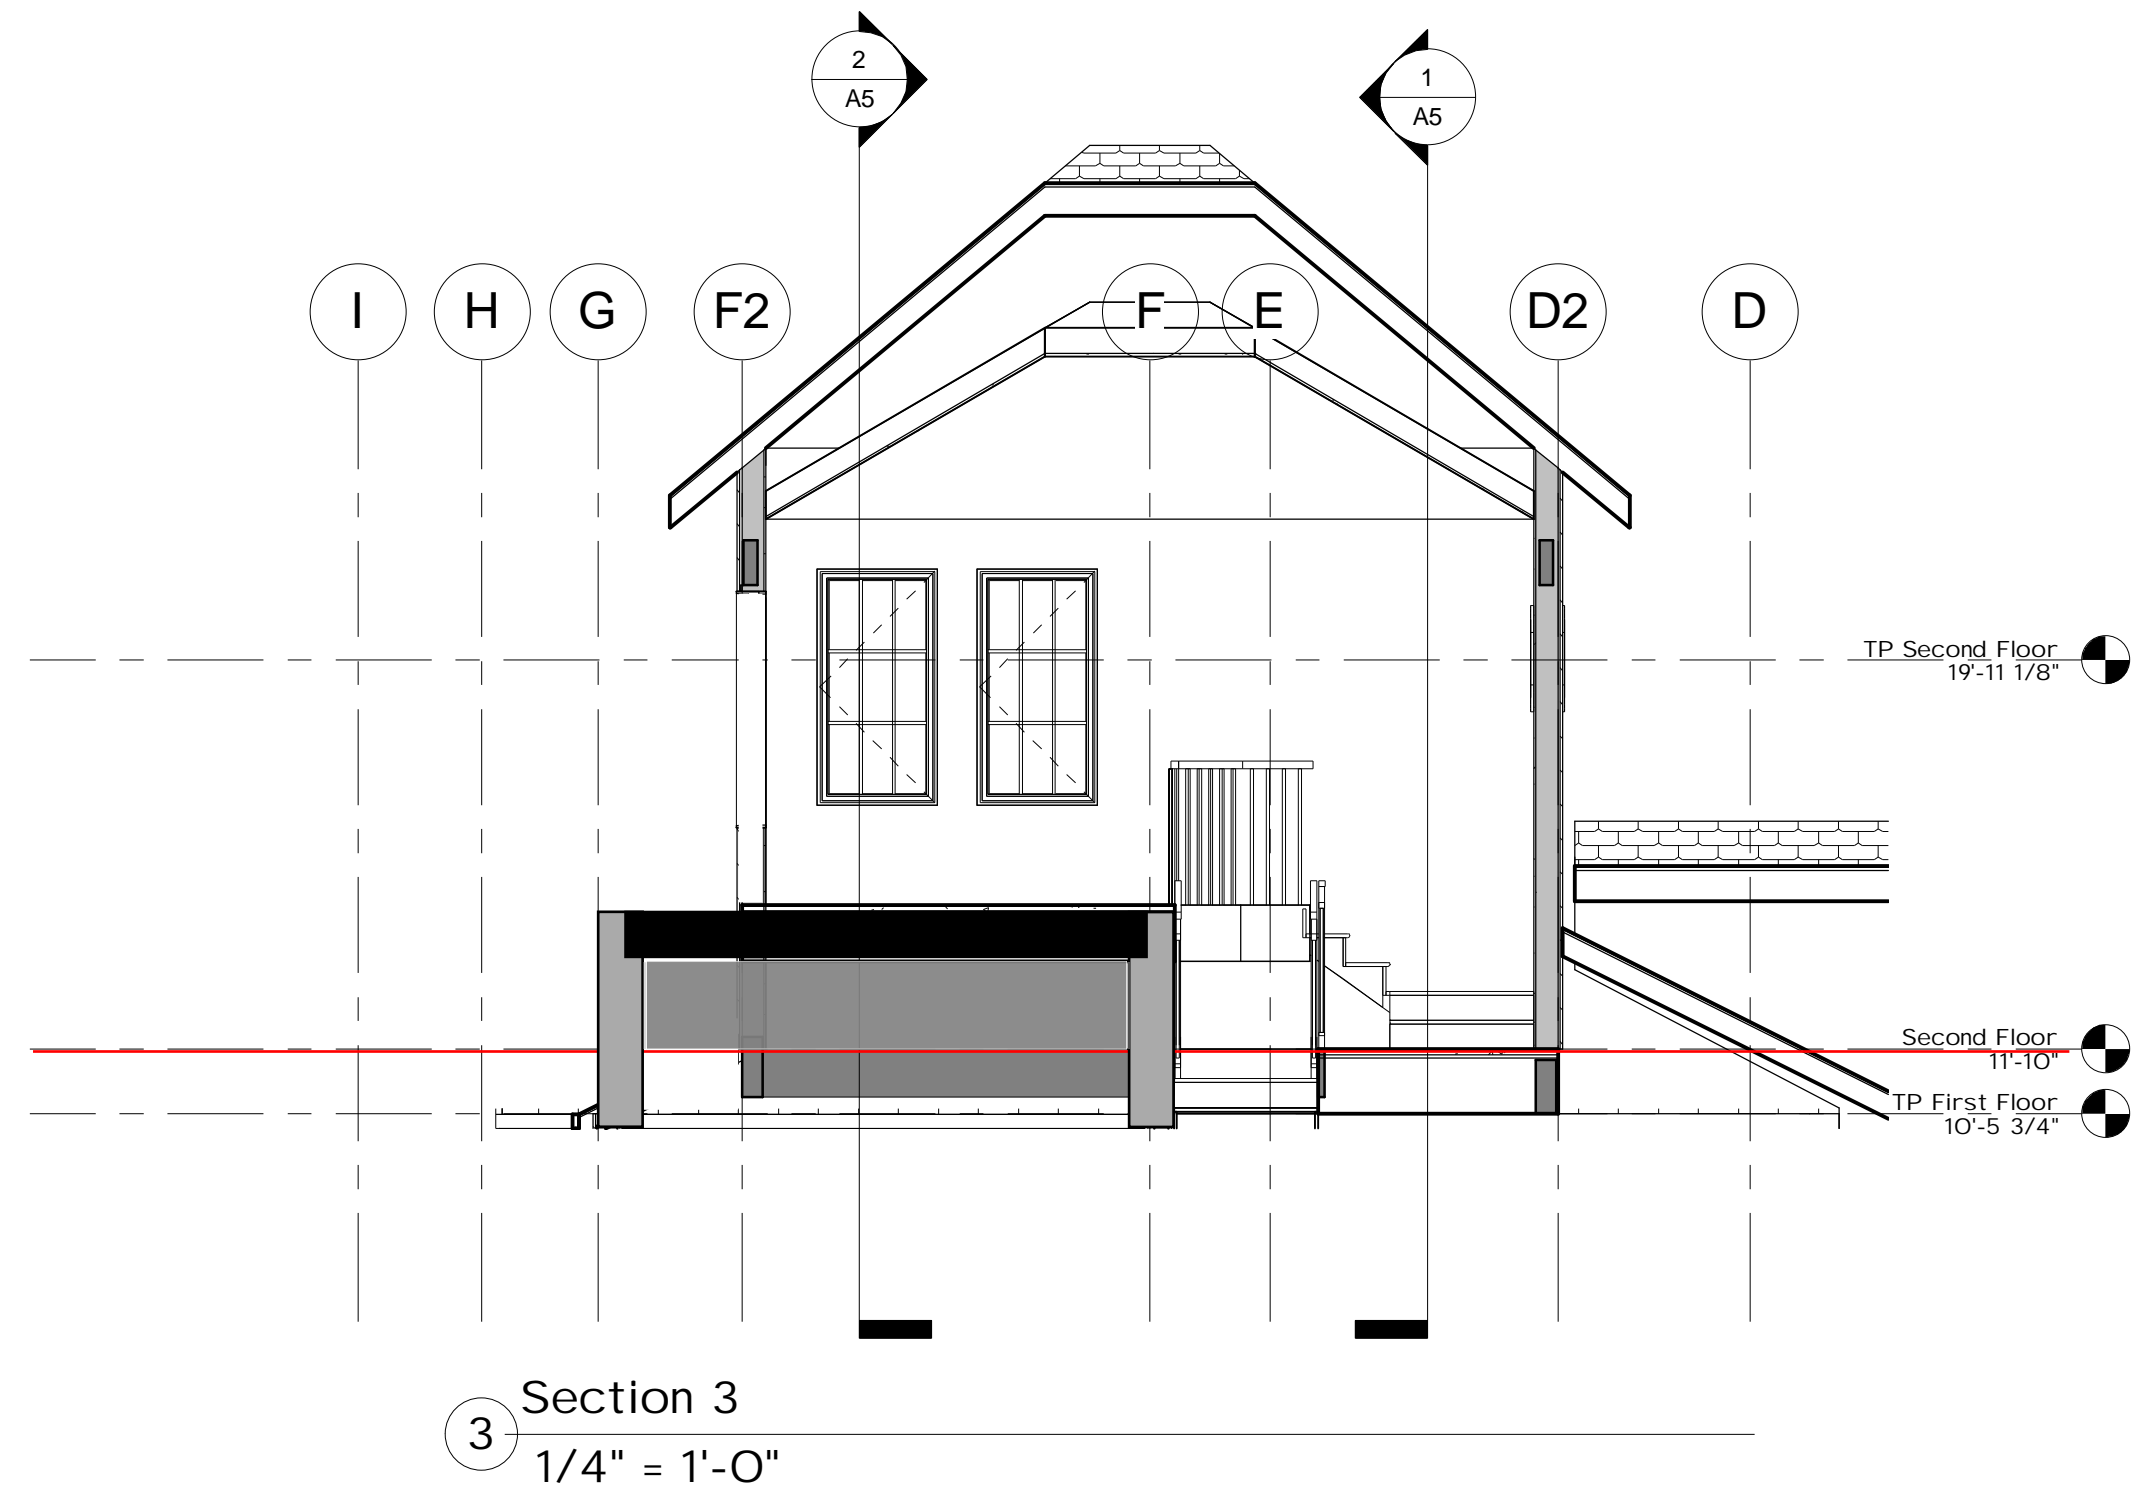 2
A5
1
A5
I H G F2 F E D2 D
TP Second Floor
19'-11 1/8"
Second Floor
11'-10"
TP First Floor
10'-5 3/4"
Section 3
3
1/4" = 1'-0"